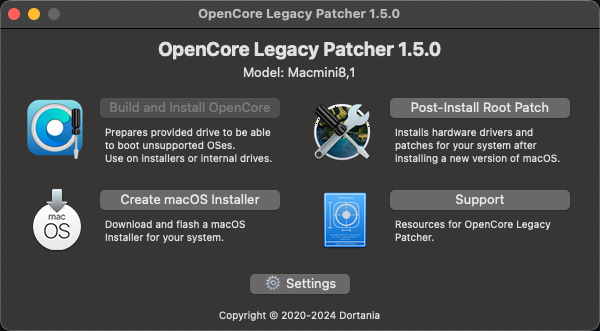 OpenCore Legacy Patcher 1.5.0
OpenCore Legacy Patcher 1.5.0
Model: Macmini8,1
Build and Install OpenCore
Prepares provided drive to be able
to boot unsupported OSes.
Use on installers or internal drives.
Post-Install Root Patch
Installs hardware drivers and
patches for your system after
installing a new version of macOS.
mac
OS
Create macOS Installer
Download and flash a macOS
Installer for your system.
Support
Resources for OpenCore Legacy
Patcher.
Settings
Copyright © 2020-2024 Dortania